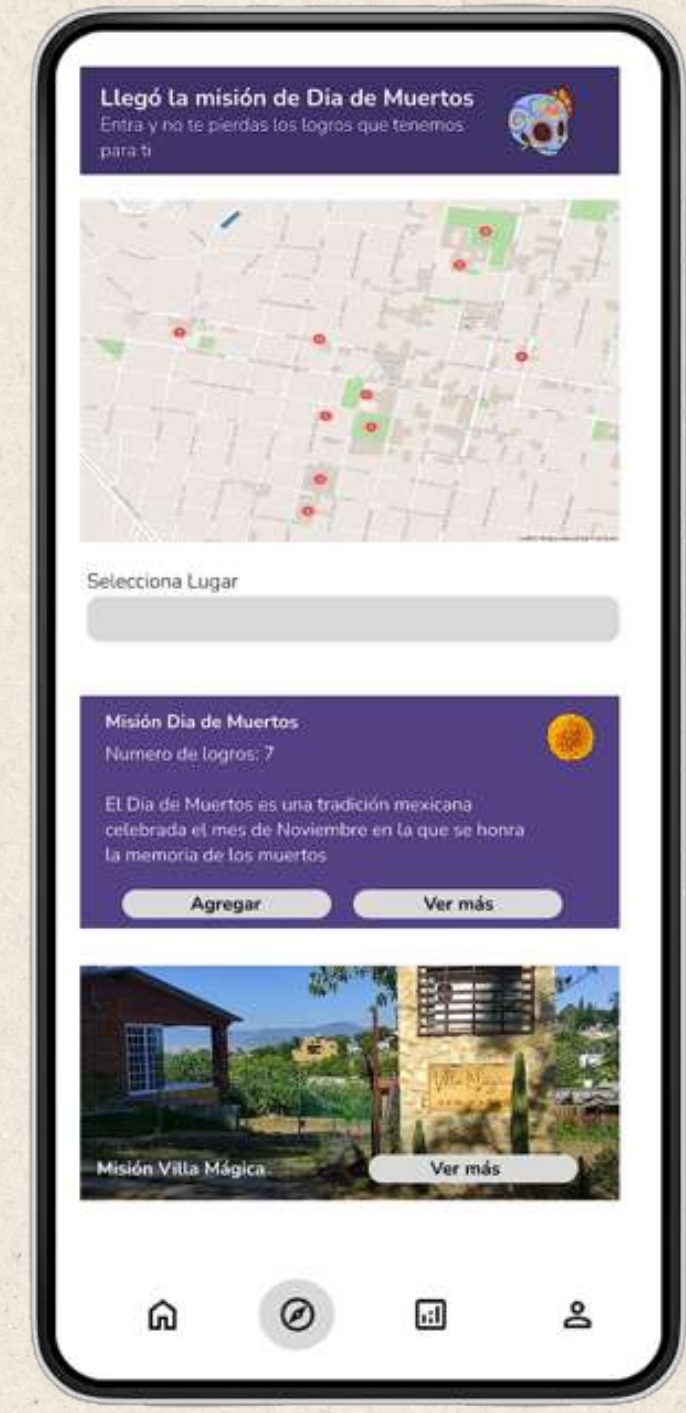 Llegó la misión de Dia de Muertos
Entra y no te pierdas los logros que tenemos
para ti
Selecciona Lugar
Misión Dia de Muertos
Numero de logros: 7
El Dia de Muertos es una tradición mexicana
celebrada el mes de Noviembre en la que se honra
la memoria de los muertos
Agregar
Ver más
Misión Villa Mágica
Ver más